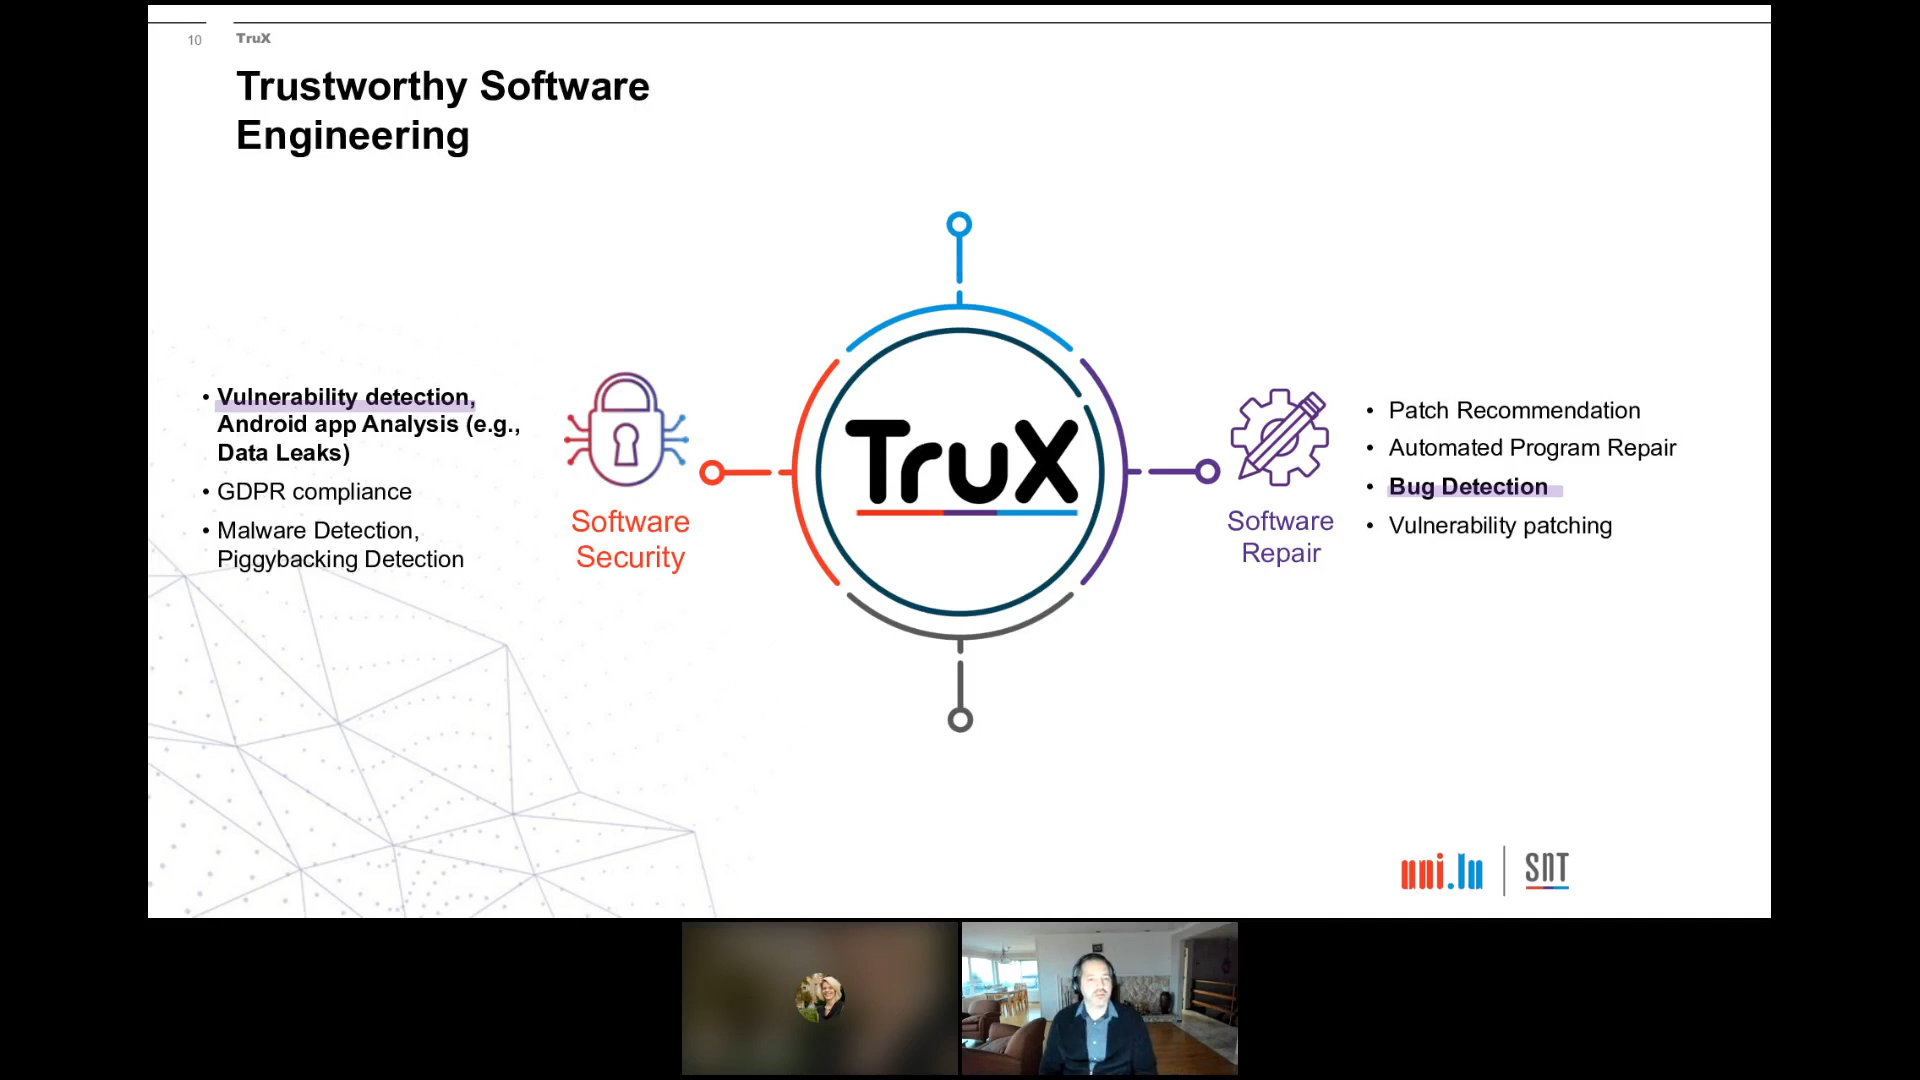 10
TruX
Trustworthy Software
Engineering
• Vulnerability detection,
Android app Analysis (e.g.,
Data Leaks)
• GDPR compliance
• Malware Detection,
Piggybacking Detection
Software
Security
TruX
Software
Repair
• Patch Recommendation
• Automated Program Repair
• Bug Detection
• Vulnerability patching
uni.lu
SNT